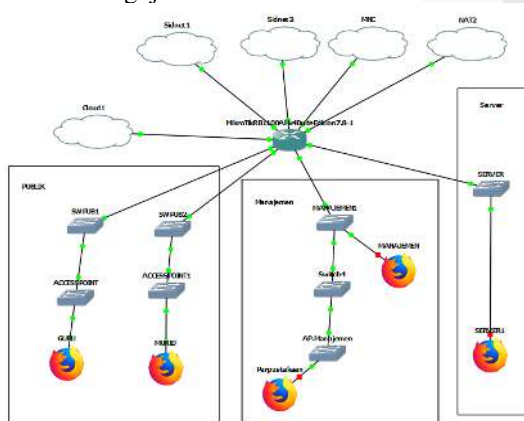 Sidnet1
Sidnet2
MNC
NAT2
Cloud1
Server
PUBLIK
SWPUB1
SWPUB2
Manajemen
MANAJEMEN1
SERVER
MANAJEMEN
ACCESSPOINT
ACCESSPOINT1
Switch1
GURU
MURID
AP.Manajemen
Perpustakaan
SERVER1